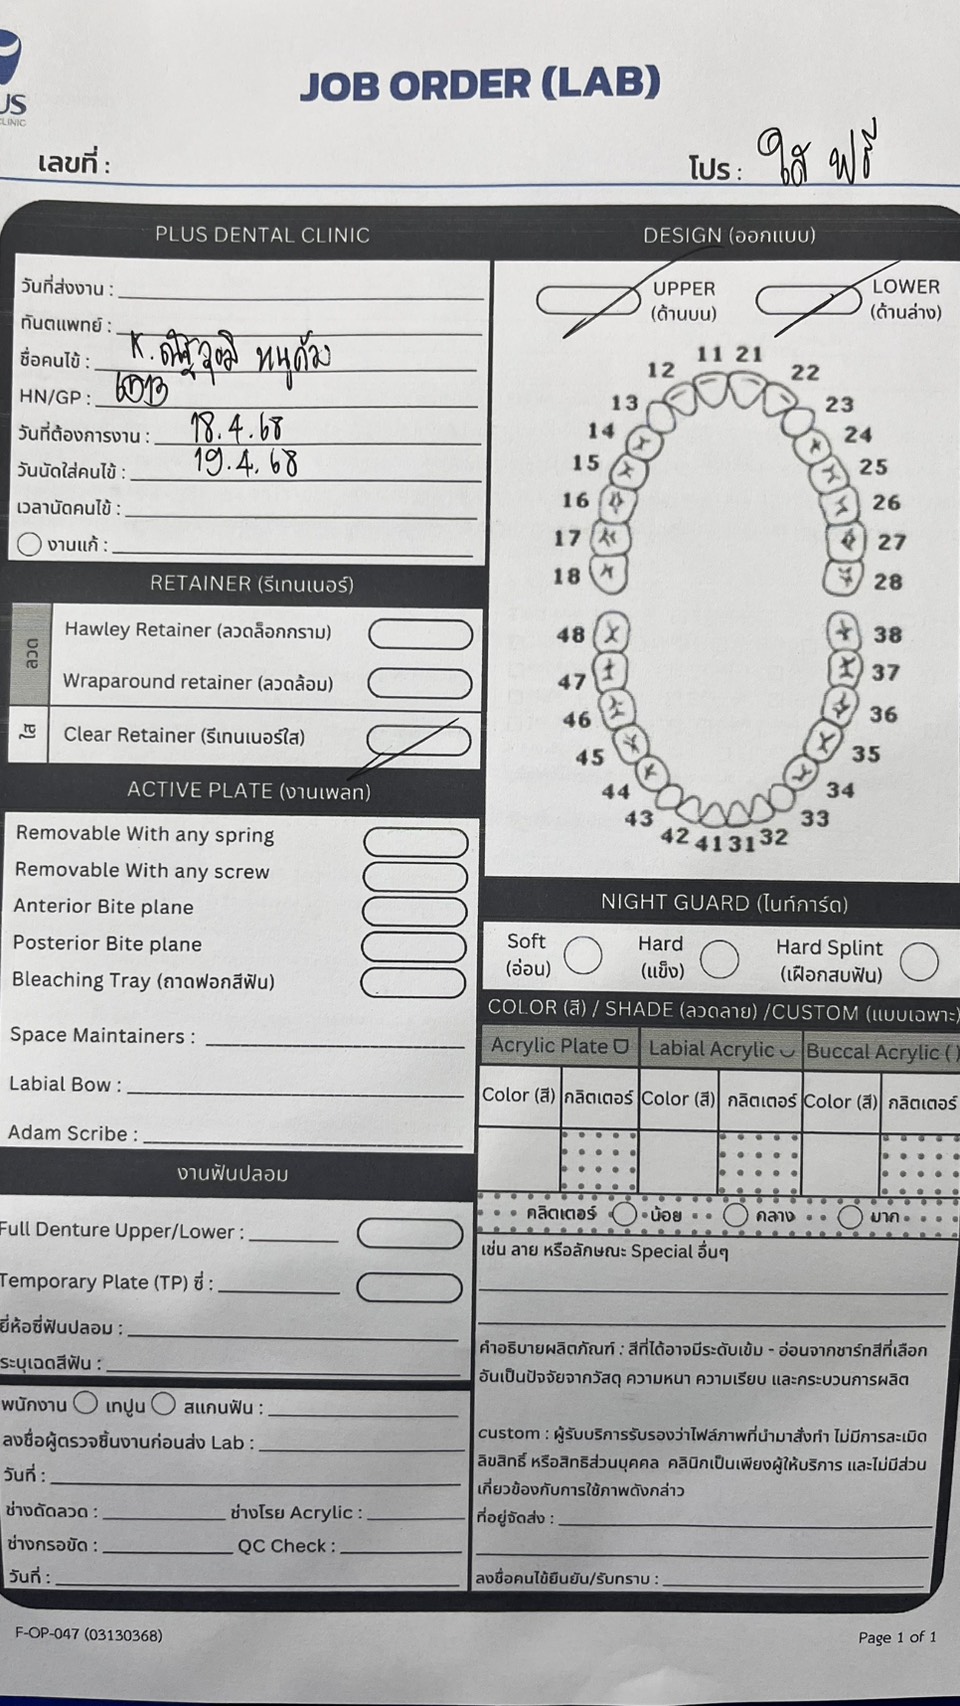 US
CLINIC
JOB ORDER (LAB)
เลขที่ :
โปร : ใส ฟรี
PLUS DENTAL CLINIC
วันที่ส่งงาน :
ทันตแพทย์ :
ชื่อคนไข้ : K.
HN/GP :
วันที่ต้องการงาน : 18.4.68
วันนัดใส่คนไข้ : 19.4.68
เวลานัดคนไข้ :
งานแก้ :
RETAINER (รีเทนเนอร์)
ลวด
Hawley Retainer (ลวดล็อกกราม)
Wraparound retainer (ลวดล้อม)
ใส
Clear Retainer (รีเทนเนอร์ใส)
ACTIVE PLATE (งานเพลท)
Removable With any spring
Removable With any screw
Anterior Bite plane
Posterior Bite plane
Bleaching Tray (ถาดฟอกสีฟัน)
Space Maintainers :
Labial Bow :
Adam Scribe :
งานฟันปลอม
Full Denture Upper/Lower :
Temporary Plate (TP) ซี่ :
ยี่ห้อซี่ฟันปลอม :
ระบุเฉดสีฟัน :
พนักงาน เทปูน สแกนฟัน :
ลงชื่อผู้ตรวจชิ้นงานก่อนส่ง Lab :
วันที่ :
ช่างดัดลวด : ช่างโรย Acrylic :
ช่างกรอขัด : QC Check :
วันที่ :
DESIGN (ออกแบบ)
UPPER LOWER
(ด้านบน) (ด้านล่าง)
11 21
12 22
13 23
14 24
15 25
16 26
17 27
18 28
48 38
47 37
46 36
45 35
44 34
43 33
42 41 31 32
NIGHT GUARD (ไนท์การ์ด)
Soft Hard Hard Splint
(อ่อน) (แข็ง) (เฝือกสบฟัน)
COLOR (สี) / SHADE (ลวดลาย) /CUSTOM (แบบเฉพาะ)
Acrylic Plate Labial Acrylic Buccal Acrylic ( )
Color (สี) กลิตเตอร์ Color (สี) กลิตเตอร์ Color (สี) กลิตเตอร์
กลิตเตอร์ น้อย กลาง มาก
เช่น ลาย หรือลักษณะ Special อื่นๆ
คำอธิบายผลิตภัณฑ์ : สีที่ได้อาจมีระดับเข้ม - อ่อนจากชาร์ทสีที่เลือก
อันเป็นปัจจัยจากวัสดุ ความหนา ความเรียบ และกระบวนการผลิต
custom : ผู้รับบริการรับรองว่าไฟล์ภาพที่นำมาสั่งทำ ไม่มีการละเมิด
ลิขสิทธิ์ หรือสิทธิส่วนบุคคล คลินิกเป็นเพียงผู้ให้บริการ และไม่มีส่วน
เกี่ยวข้องกับการใช้ภาพดังกล่าว
ที่อยู่จัดส่ง :
ลงชื่อคนไข้ยืนยัน/รับทราบ :
F-OP-047 (03130368)
Page 1 of 1